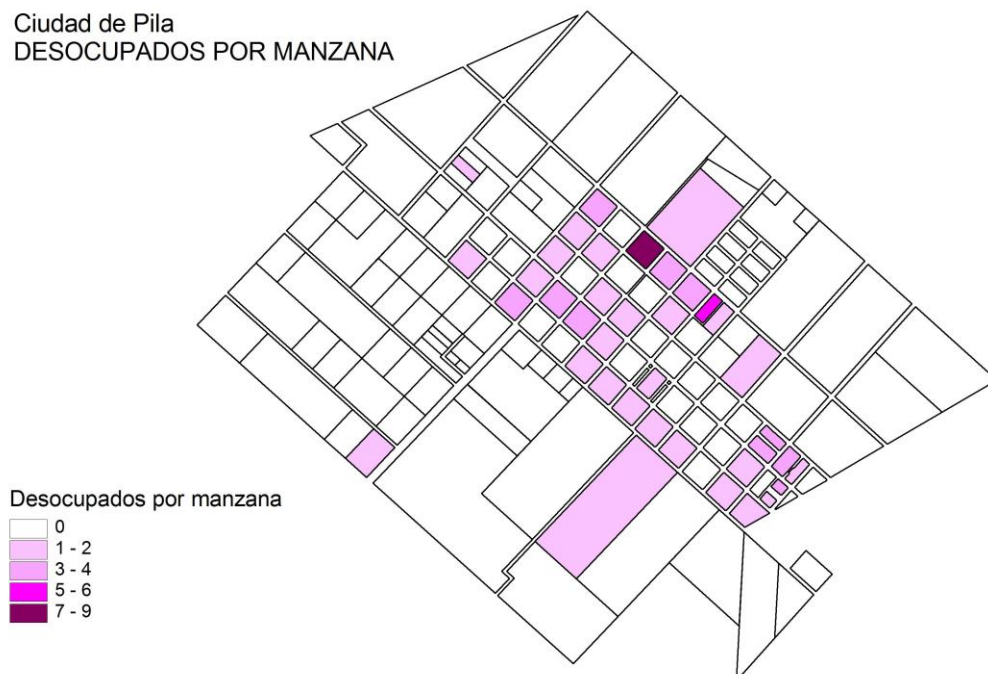 Ciudad de Pila
DESOCUPADOS POR MANZANA
Desocupados por manzana
0
1 - 2
3 - 4
5 - 6
7 - 9